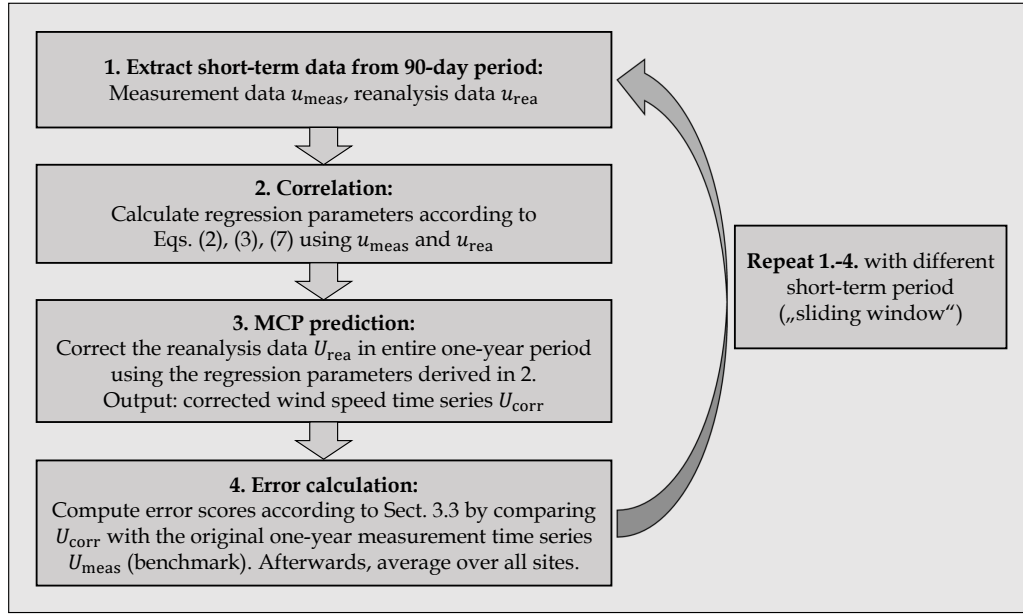 1. Extract short-term data from 90-day period:
Measurement data u_meas, reanalysis data u_rea
2. Correlation:
Calculate regression parameters according to
Eqs. (2), (3), (7) using u_meas and u_rea
3. MCP prediction:
Correct the reanalysis data U_rea in entire one-year period
using the regression parameters derived in 2.
Output: corrected wind speed time series U_corr
4. Error calculation:
Compute error scores according to Sect. 3.3 by comparing
U_corr with the original one-year measurement time series
U_meas (benchmark). Afterwards, average over all sites.
Repeat 1.-4. with different
short-term period
(„sliding window“)